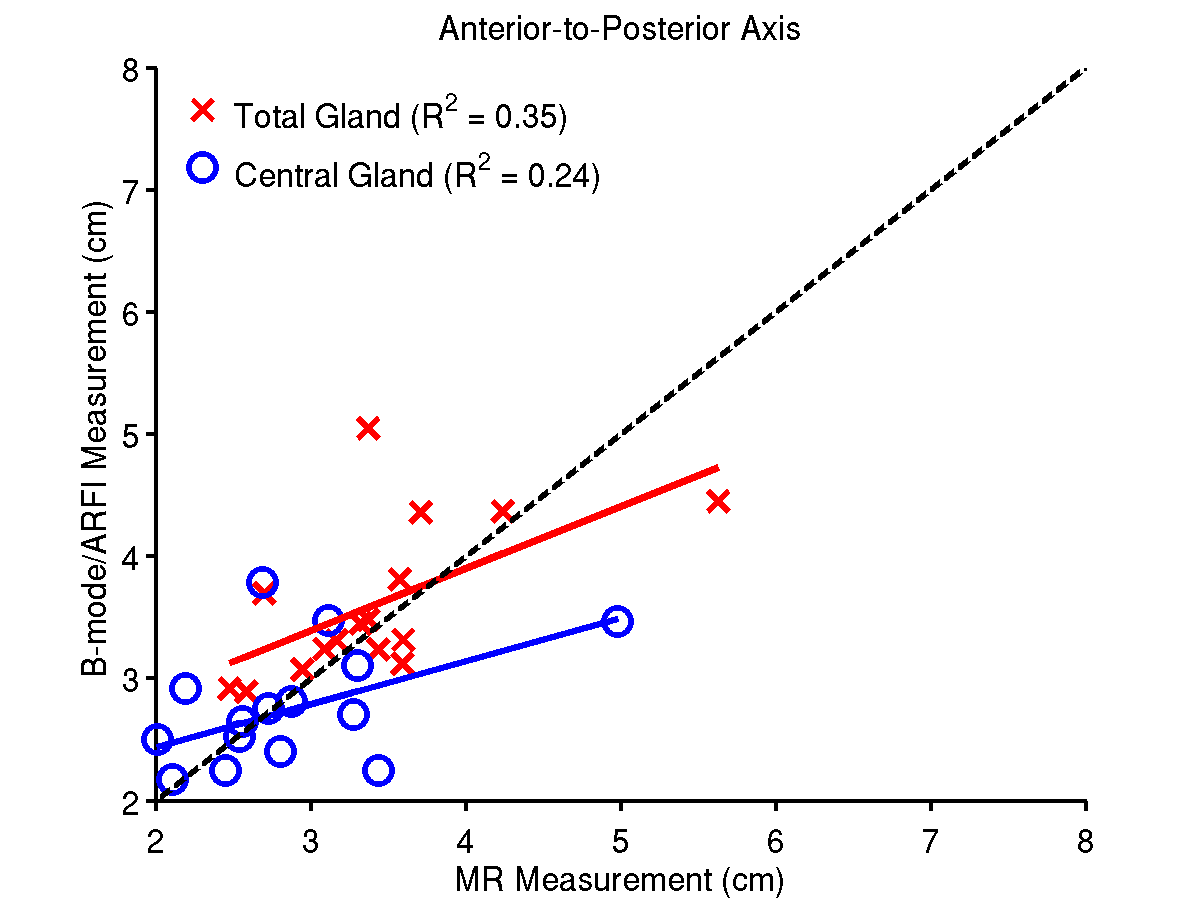 Anterior-to-Posterior Axis
Total Gland (R² = 0.35)
Central Gland (R² = 0.24)
B-mode/ARFI Measurement (cm)
8
7
6
5
4
3
2
2 3 4 5 6 7 8
MR Measurement (cm)